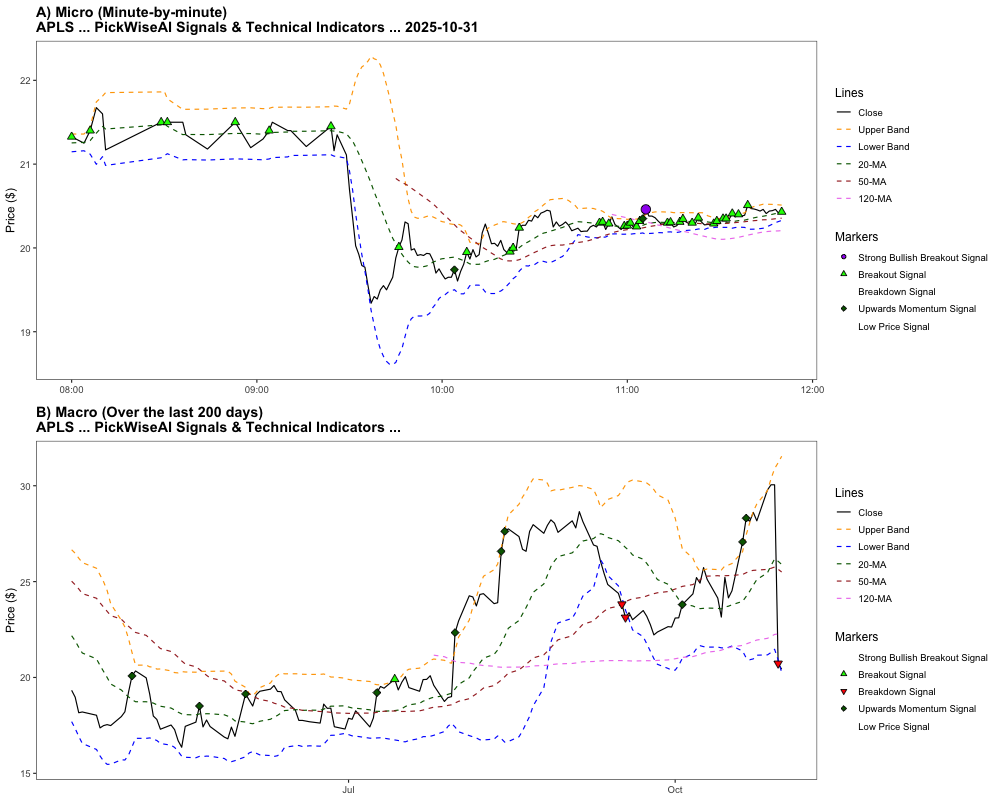 A) Micro (Minute-by-minute)
APLS ... PickWiseAI Signals & Technical Indicators ... 2025-10-31
Price ($)
22
21
20
19
08:00
09:00
10:00
11:00
12:00
Lines
Close
Upper Band
Lower Band
20-MA
50-MA
120-MA
Markers
Strong Bullish Breakout Signal
Breakout Signal
Breakdown Signal
Upwards Momentum Signal
Low Price Signal
B) Macro (Over the last 200 days)
APLS ... PickWiseAI Signals & Technical Indicators ...
Price ($)
30
25
20
15
Jul
Oct
Lines
Close
Upper Band
Lower Band
20-MA
50-MA
120-MA
Markers
Strong Bullish Breakout Signal
Breakout Signal
Breakdown Signal
Upwards Momentum Signal
Low Price Signal